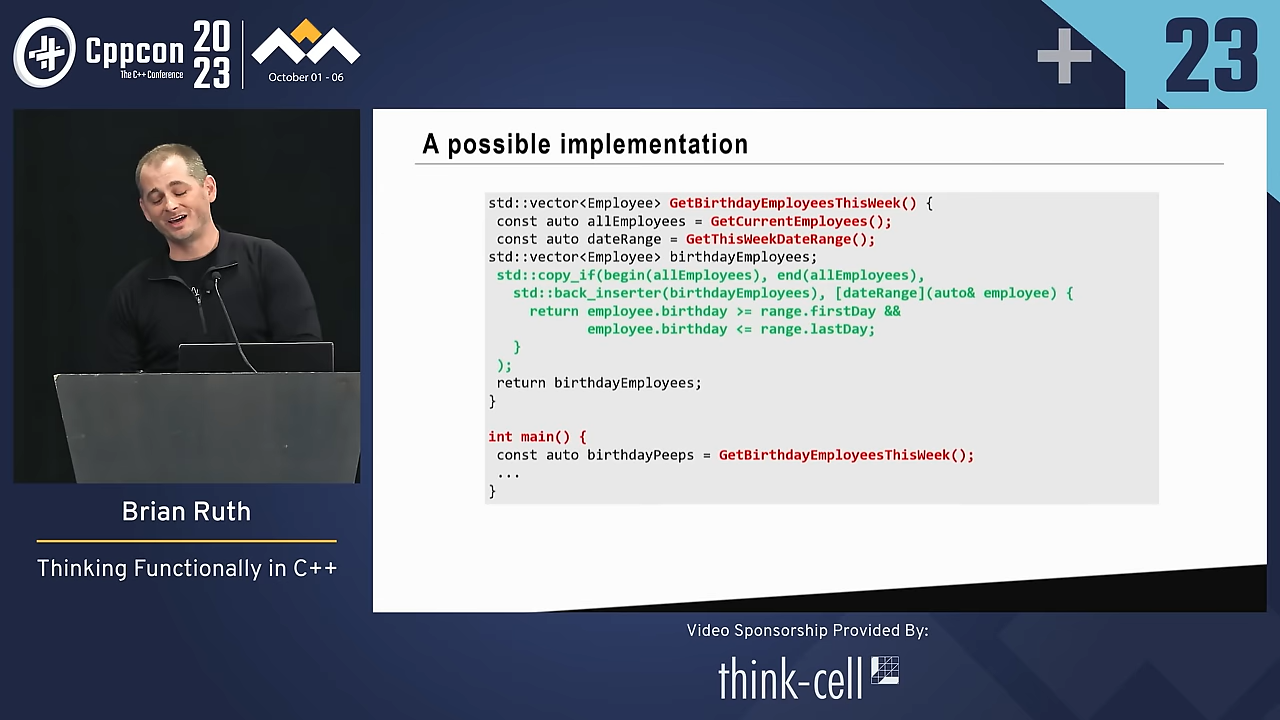 Cppcon
The C++ Conference
20
23
October 01 - 06
23
A possible implementation
std::vector<Employee> GetBirthdayEmployeesThisWeek() {
const auto allEmployees = GetCurrentEmployees();
const auto dateRange = GetThisWeekDateRange();
std::vector<Employee> birthdayEmployees;
std::copy_if(begin(allEmployees), end(allEmployees),
std::back_inserter(birthdayEmployees), [dateRange](auto& employee) {
return employee.birthday >= range.firstDay &&
employee.birthday <= range.lastDay;
}
);
return birthdayEmployees;
}
int main() {
const auto birthdayPeeps = GetBirthdayEmployeesThisWeek();
...
}
Brian Ruth
Thinking Functionally in C++
Video Sponsorship Provided By:
think-cell